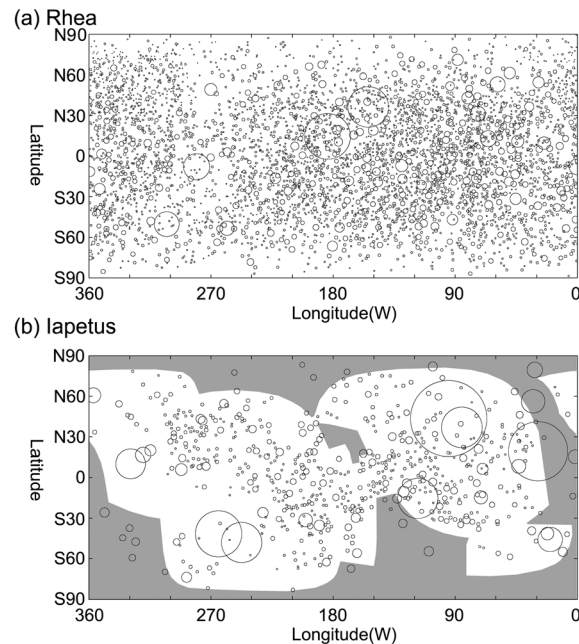 (a) Rhea
N90
N60
N30
0
S30
S60
S90
Latitude
360
270
180
90
0
Longitude(W)
(b) Iapetus
N90
N60
N30
0
S30
S60
S90
Latitude
360
270
180
90
0
Longitude(W)